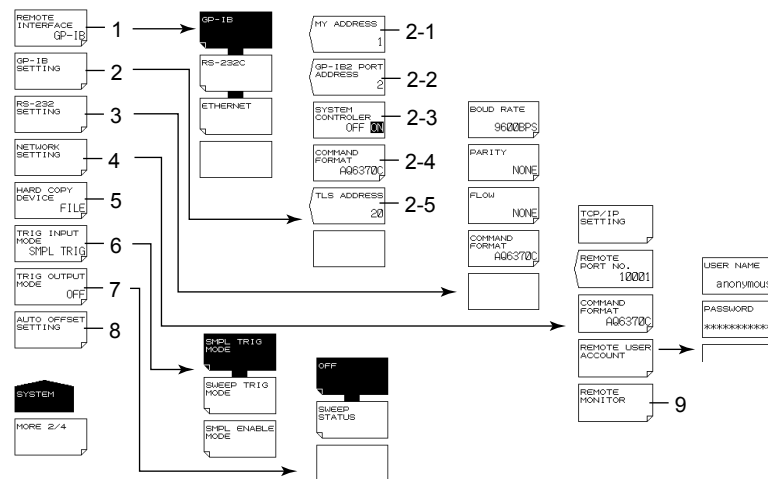 REMOTE
INTERFACE
GP-IB
1
GP-IB
SETTING
2
RS-232
SETTING
3
NETWORK
SETTING
4
HARD COPY
DEVICE
FILE
5
TRIG INPUT
MODE
SMPL TRIG
6
TRIG OUTPUT
MODE
OFF
7
AUTO OFFSET
SETTING
8
SYSTEM
MORE 2/4
GP-IB
RS-232C
ETHERNET
MY ADDRESS
1
2-1
GP-IB2 PORT
ADDRESS
2
2-2
SYSTEM
CONTROLER
OFF ON
2-3
COMMAND
FORMAT
AQ6370C
2-4
TLS ADDRESS
20
2-5
BOUD RATE
9600BPS
PARITY
NONE
FLOW
NONE
COMMAND
FORMAT
AQ6370C
TCP/IP
SETTING
REMOTE
PORT NO.
10001
COMMAND
FORMAT
AQ6370C
REMOTE USER
ACCOUNT
REMOTE
MONITOR
9
USER NAME
anonymous
PASSWORD
***********
SMPL TRIG
MODE
SWEEP TRIG
MODE
SMPL ENABLE
MODE
OFF
SWEEP
STATUS